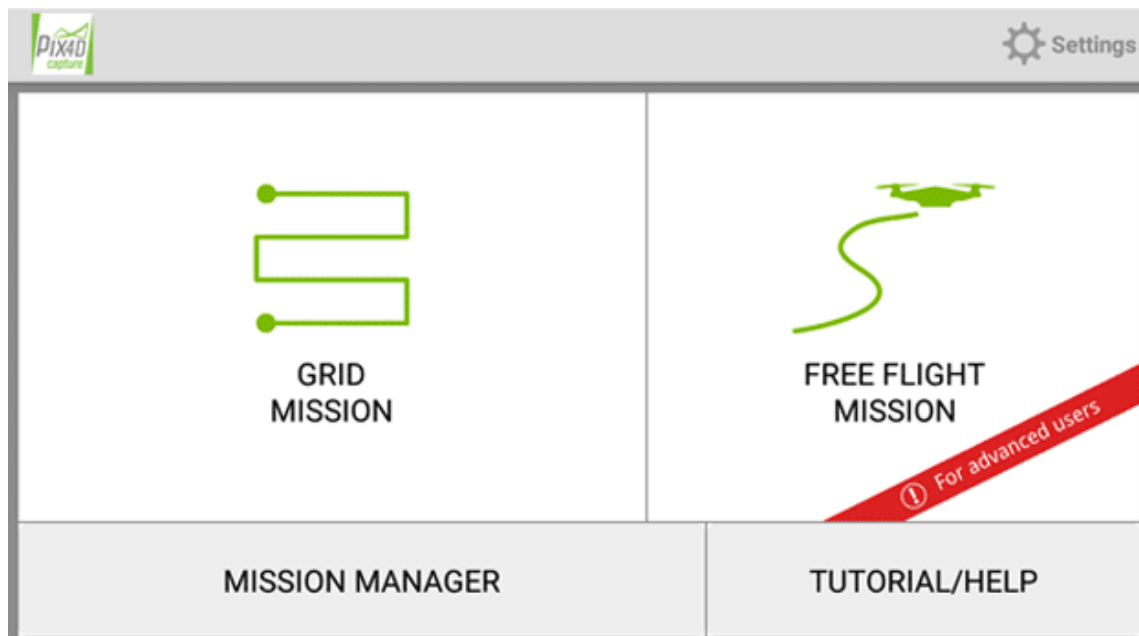 PIX4D
capture
Settings
GRID
MISSION
FREE FLIGHT
MISSION
! For advanced users
MISSION MANAGER
TUTORIAL/HELP